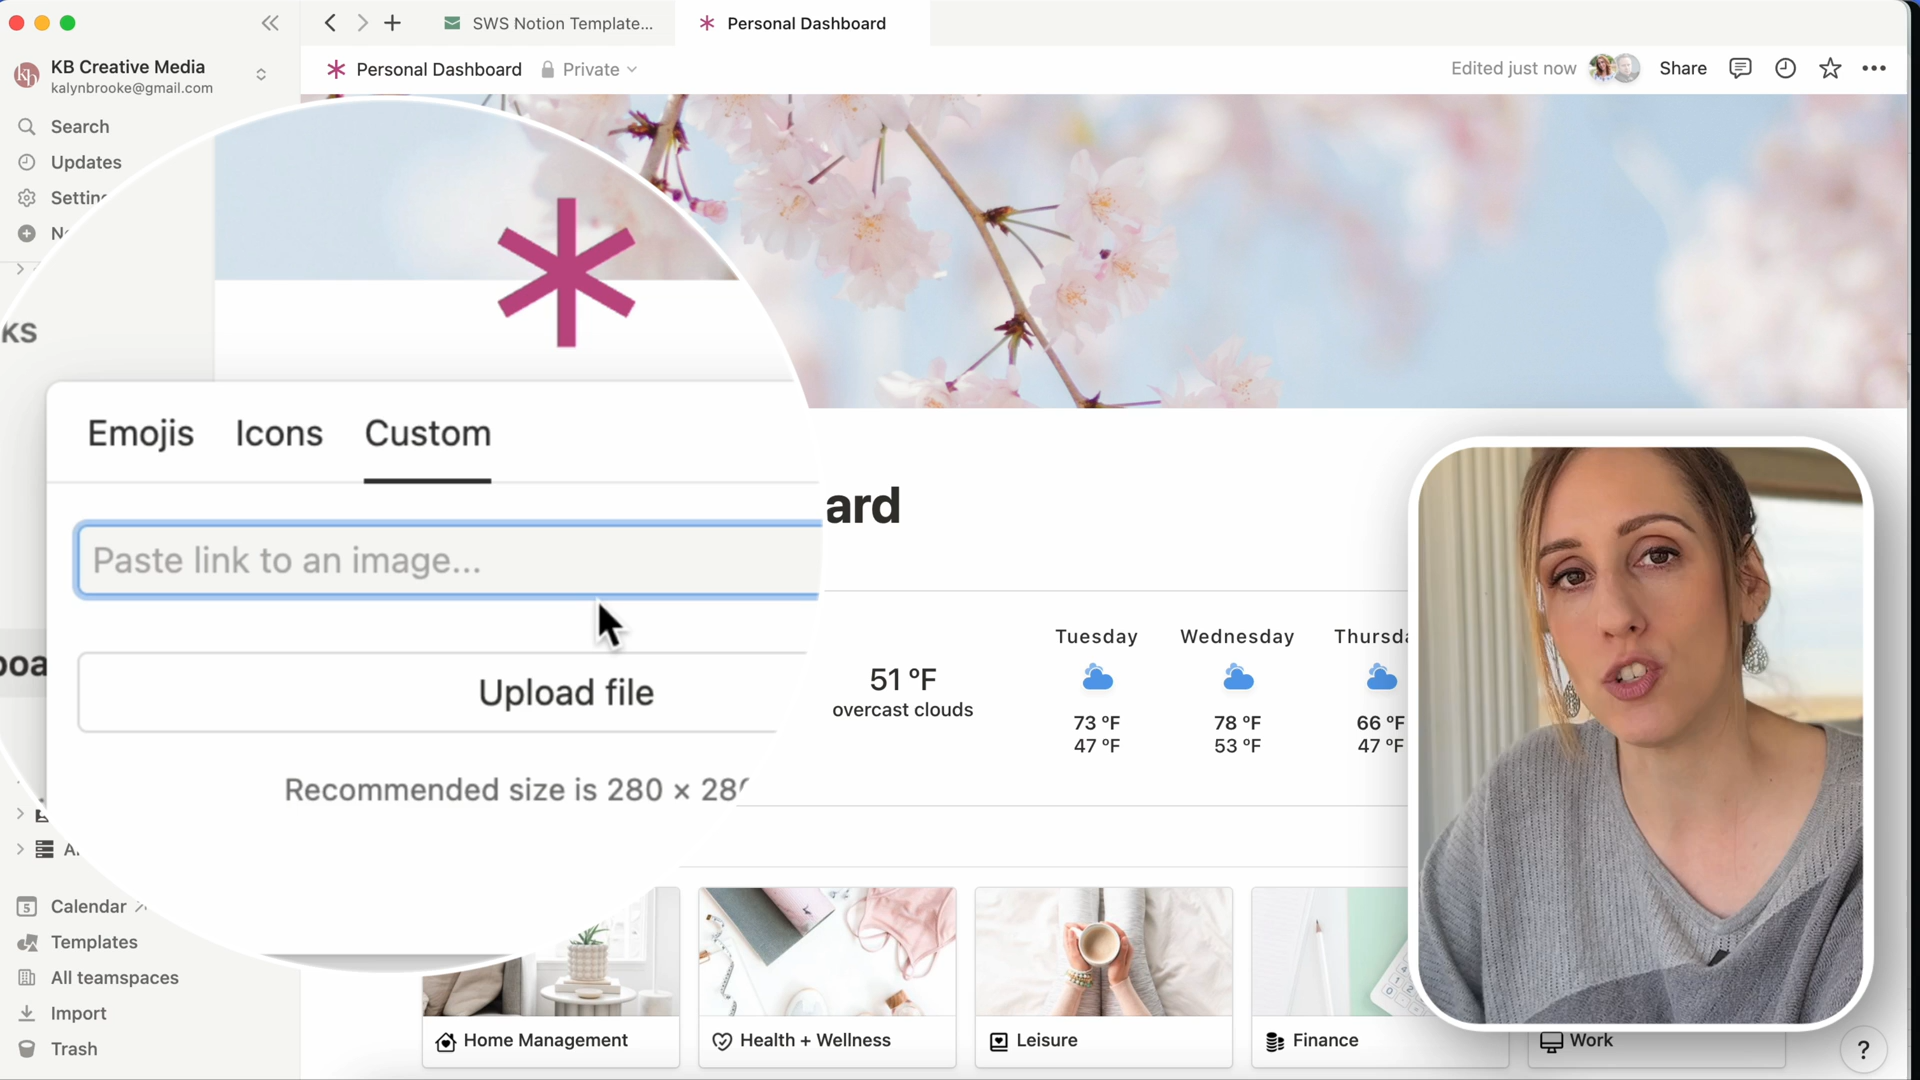 SWS Notion Template...
Personal Dashboard
KB Creative Media
kalynbrooke@gmail.com
Personal Dashboard
Private
Edited just now
Share
Search
Updates
Settin
KS
Emojis
Icons
Custom
Paste link to an image...
Upload file
Recommended size is 280 × 28
ard
51 °F
overcast clouds
Tuesday
73 °F
47 °F
Wednesday
78 °F
53 °F
Thursda
66 °F
47 °F
Calendar
Templates
All teamspaces
Import
Trash
Home Management
Health + Wellness
Leisure
Finance
Work
?